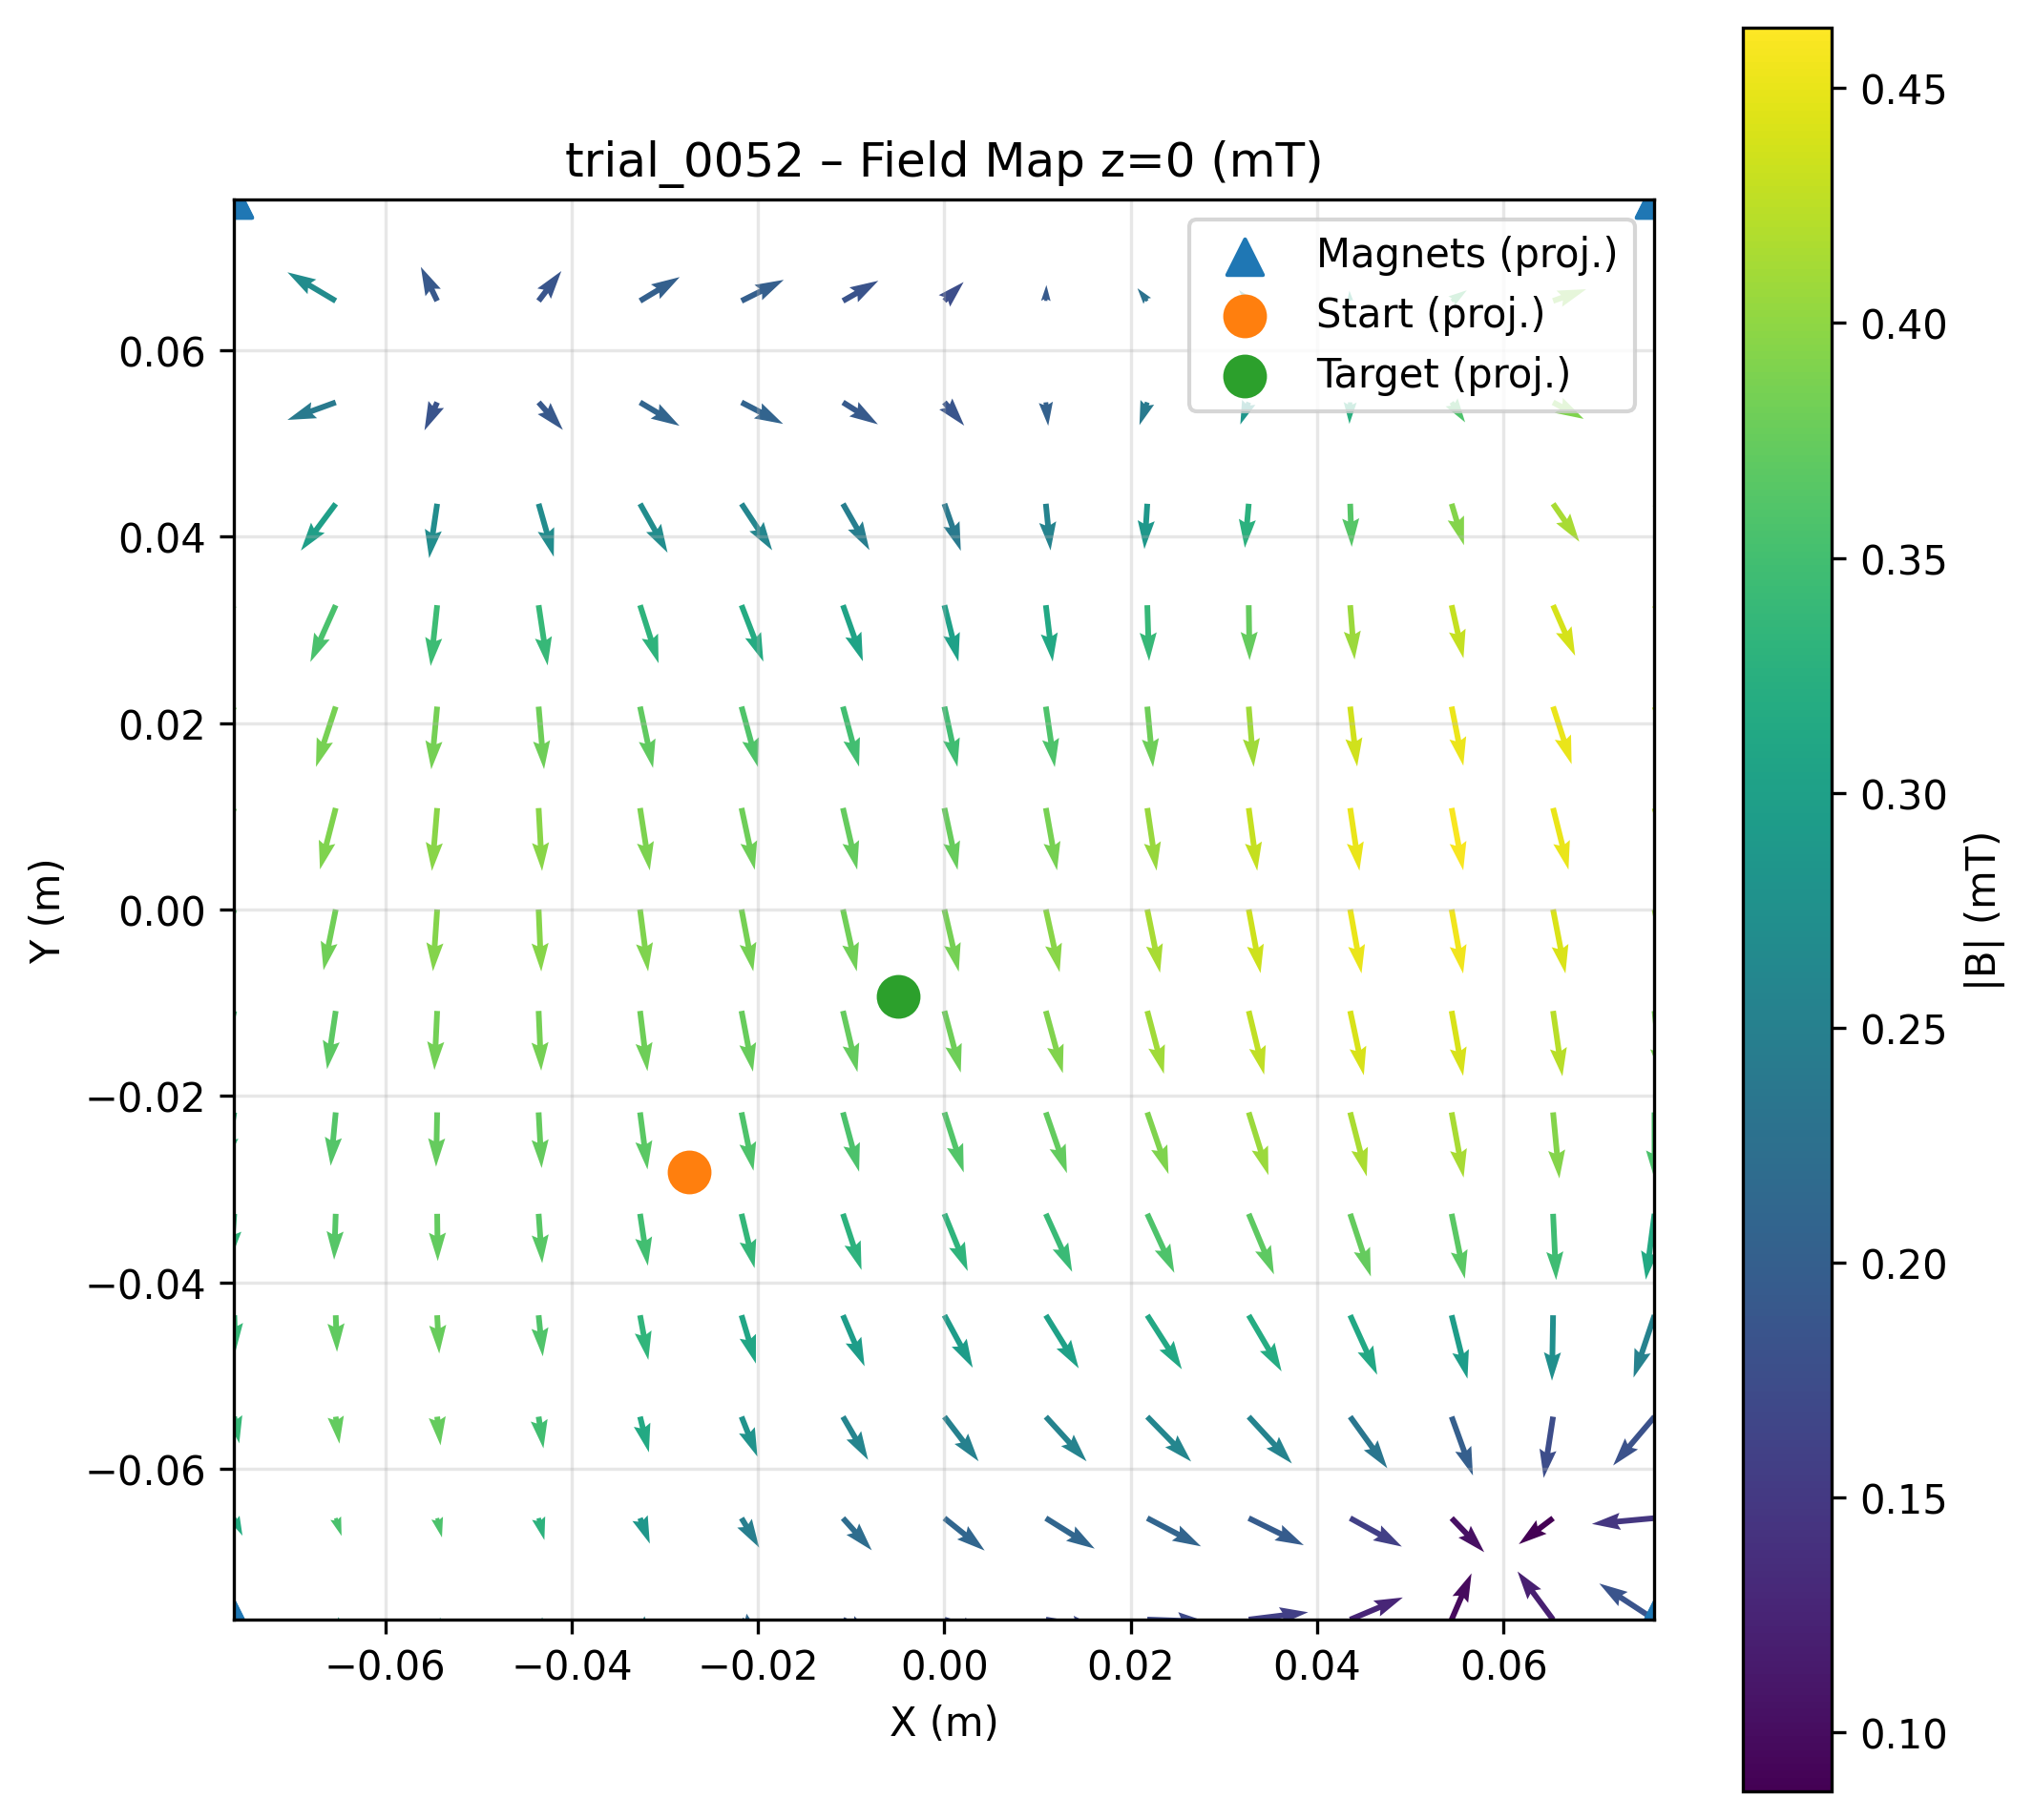 trial_0052 – Field Map z=0 (mT)
Magnets (proj.)
Start (proj.)
Target (proj.)
0.06
0.04
0.02
0.00
−0.02
−0.04
−0.06
Y (m)
−0.06 −0.04 −0.02 0.00 0.02 0.04 0.06
X (m)
0.45
0.40
0.35
0.30
0.25
0.20
0.15
0.10
|B| (mT)